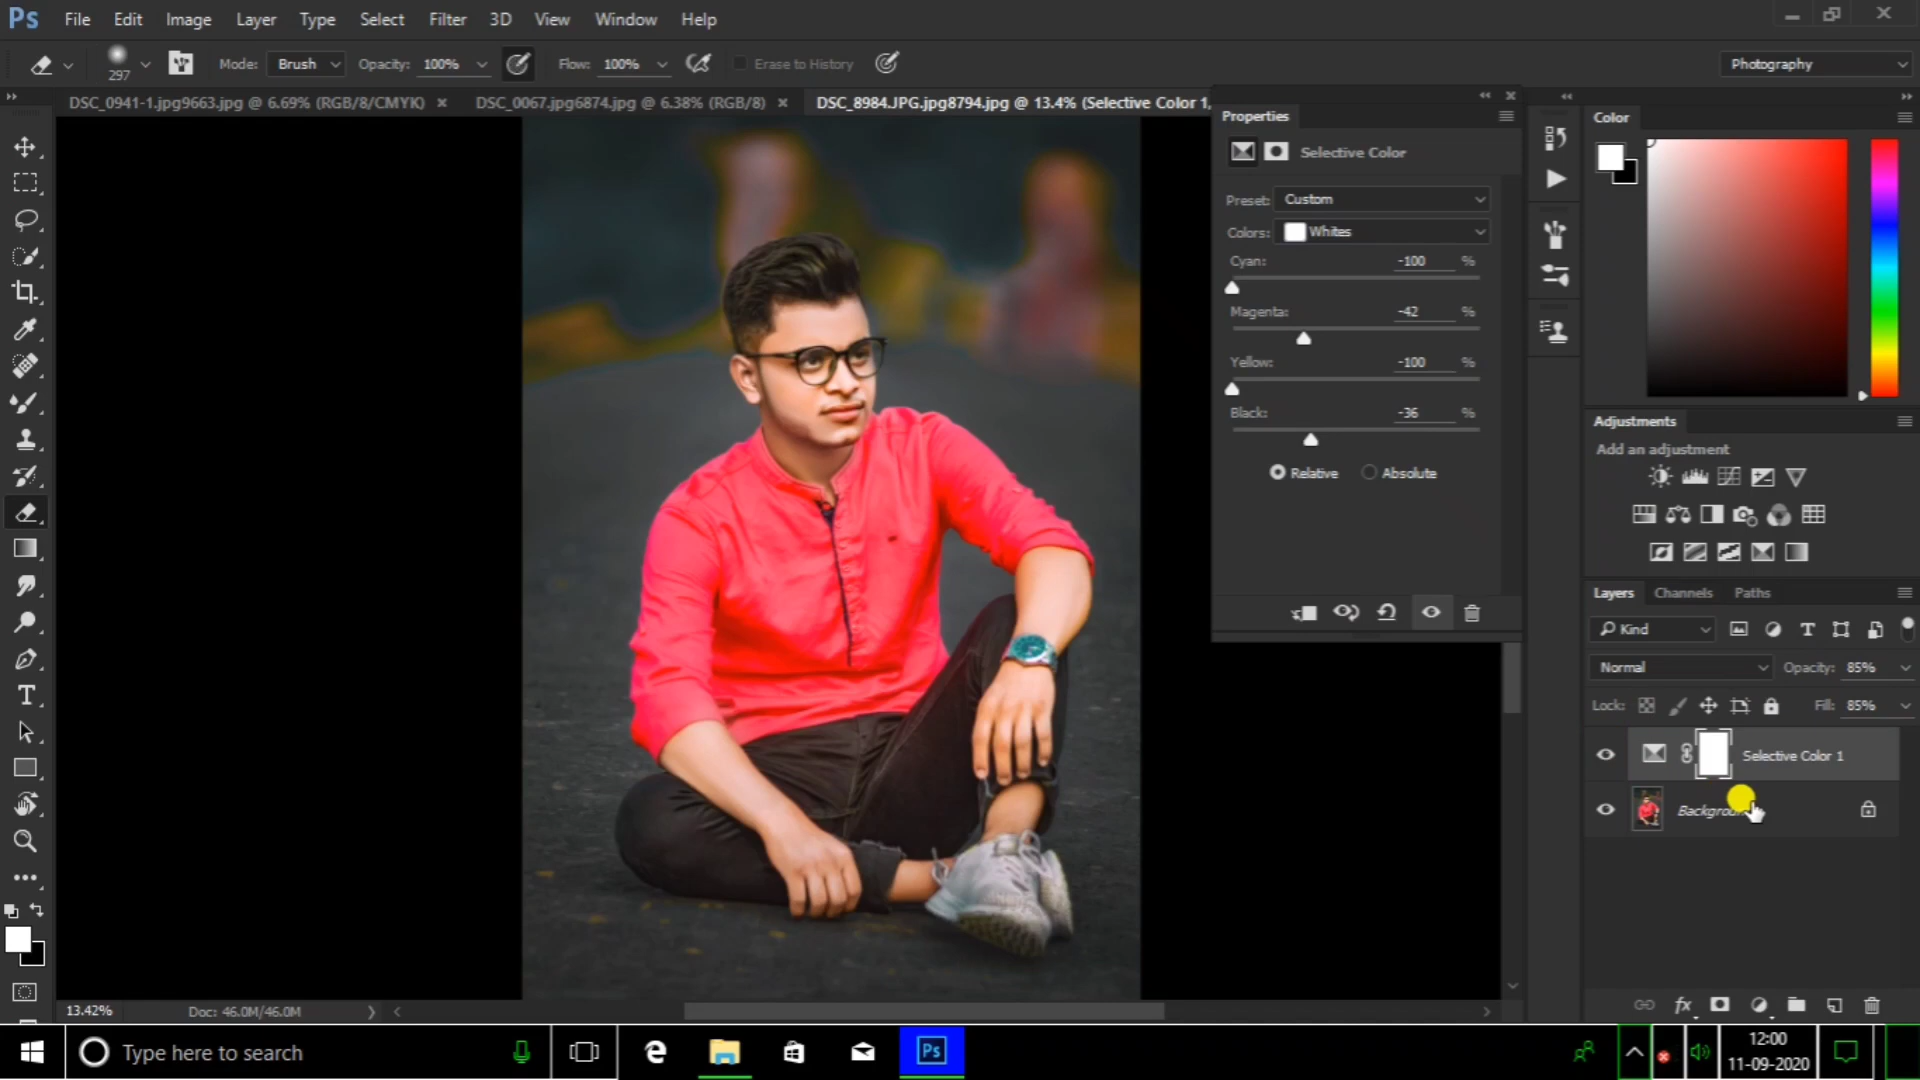 Ps File Edit Image Layer Type Select Filter 3D View Window Help
297 Mode: Brush Opacity: 100% Flow: 100% Erase to History Photography
DSC_0941-1.jpg9663.jpg @ 6.69% (RGB/8/CMYK) × DSC_0067.jpg6874.jpg @ 6.38% (RGB/8) × DSC_8984.JPG.jpg8794.jpg @ 13.4% (Selective Color 1,
Properties
Selective Color
Preset: Custom
Colors: Whites
Cyan: -100 %
Magenta: -42 %
Yellow: -100 %
Black: -36 %
Relative Absolute
Color
Adjustments
Add an adjustment
Layers Channels Paths
Kind
Normal Opacity: 85%
Lock: Fill: 85%
Selective Color 1
Background
13.42% Doc: 46.0M/46.0M
Type here to search
Ps
12:00
11-09-2020